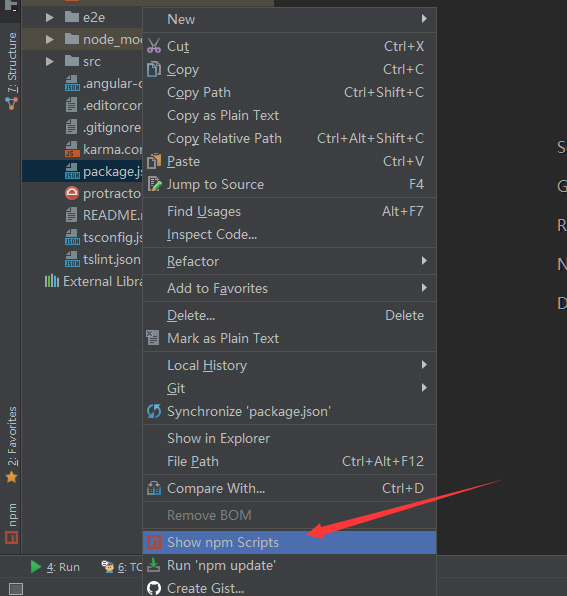 e2e
node_mo
src
.angular-c
.editorcor
.gitignore
karma.cor
package.js
protracto
README.r
tsconfig.js
tslint.json
External Libra
7: Structure
2: Favorites
npm
New
Cut Ctrl+X
Copy Ctrl+C
Copy Path Ctrl+Shift+C
Copy as Plain Text
Copy Relative Path Ctrl+Alt+Shift+C
Paste Ctrl+V
Jump to Source F4
Find Usages Alt+F7
Inspect Code...
Refactor
Add to Favorites
Delete... Delete
Mark as Plain Text
Local History
Git
Synchronize 'package.json'
Show in Explorer
File Path Ctrl+Alt+F12
Compare With... Ctrl+D
Remove BOM
Show npm Scripts
Run 'npm update'
Create Gist...
4: Run
6: TO
S
G
R
N
D